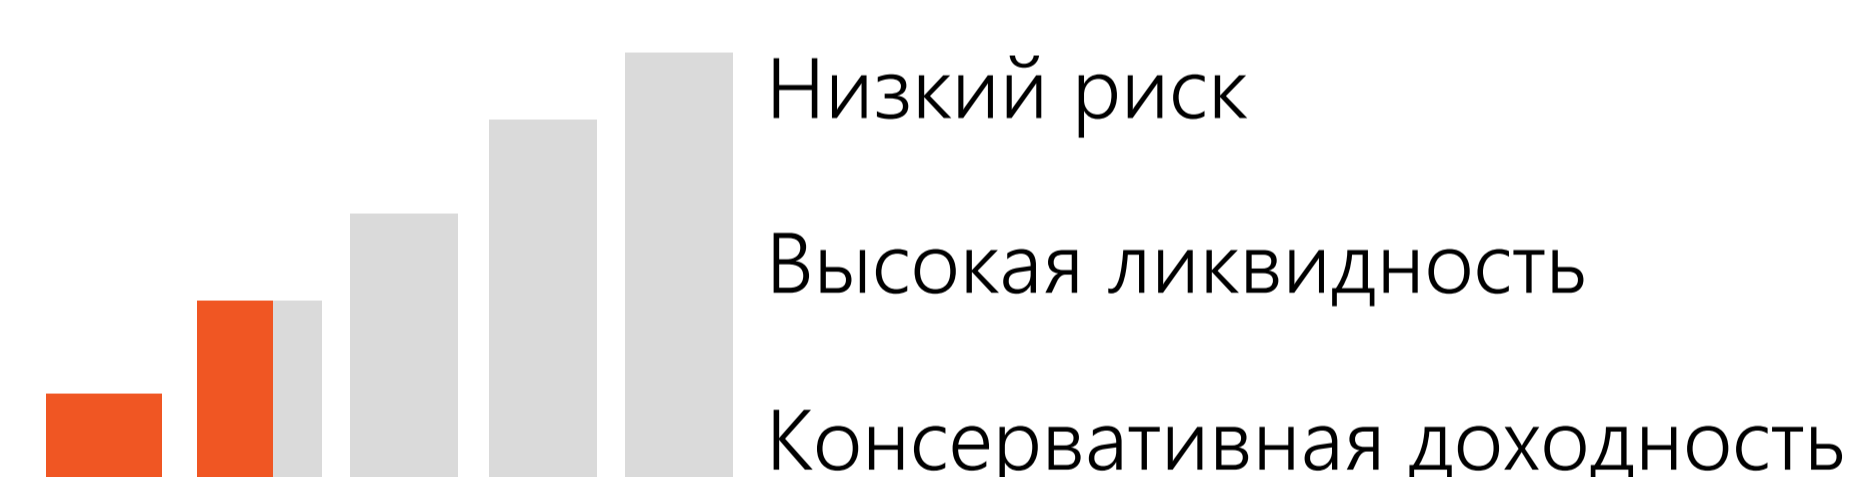 Низкий риск
Высокая ликвидность
Консервативная доходность